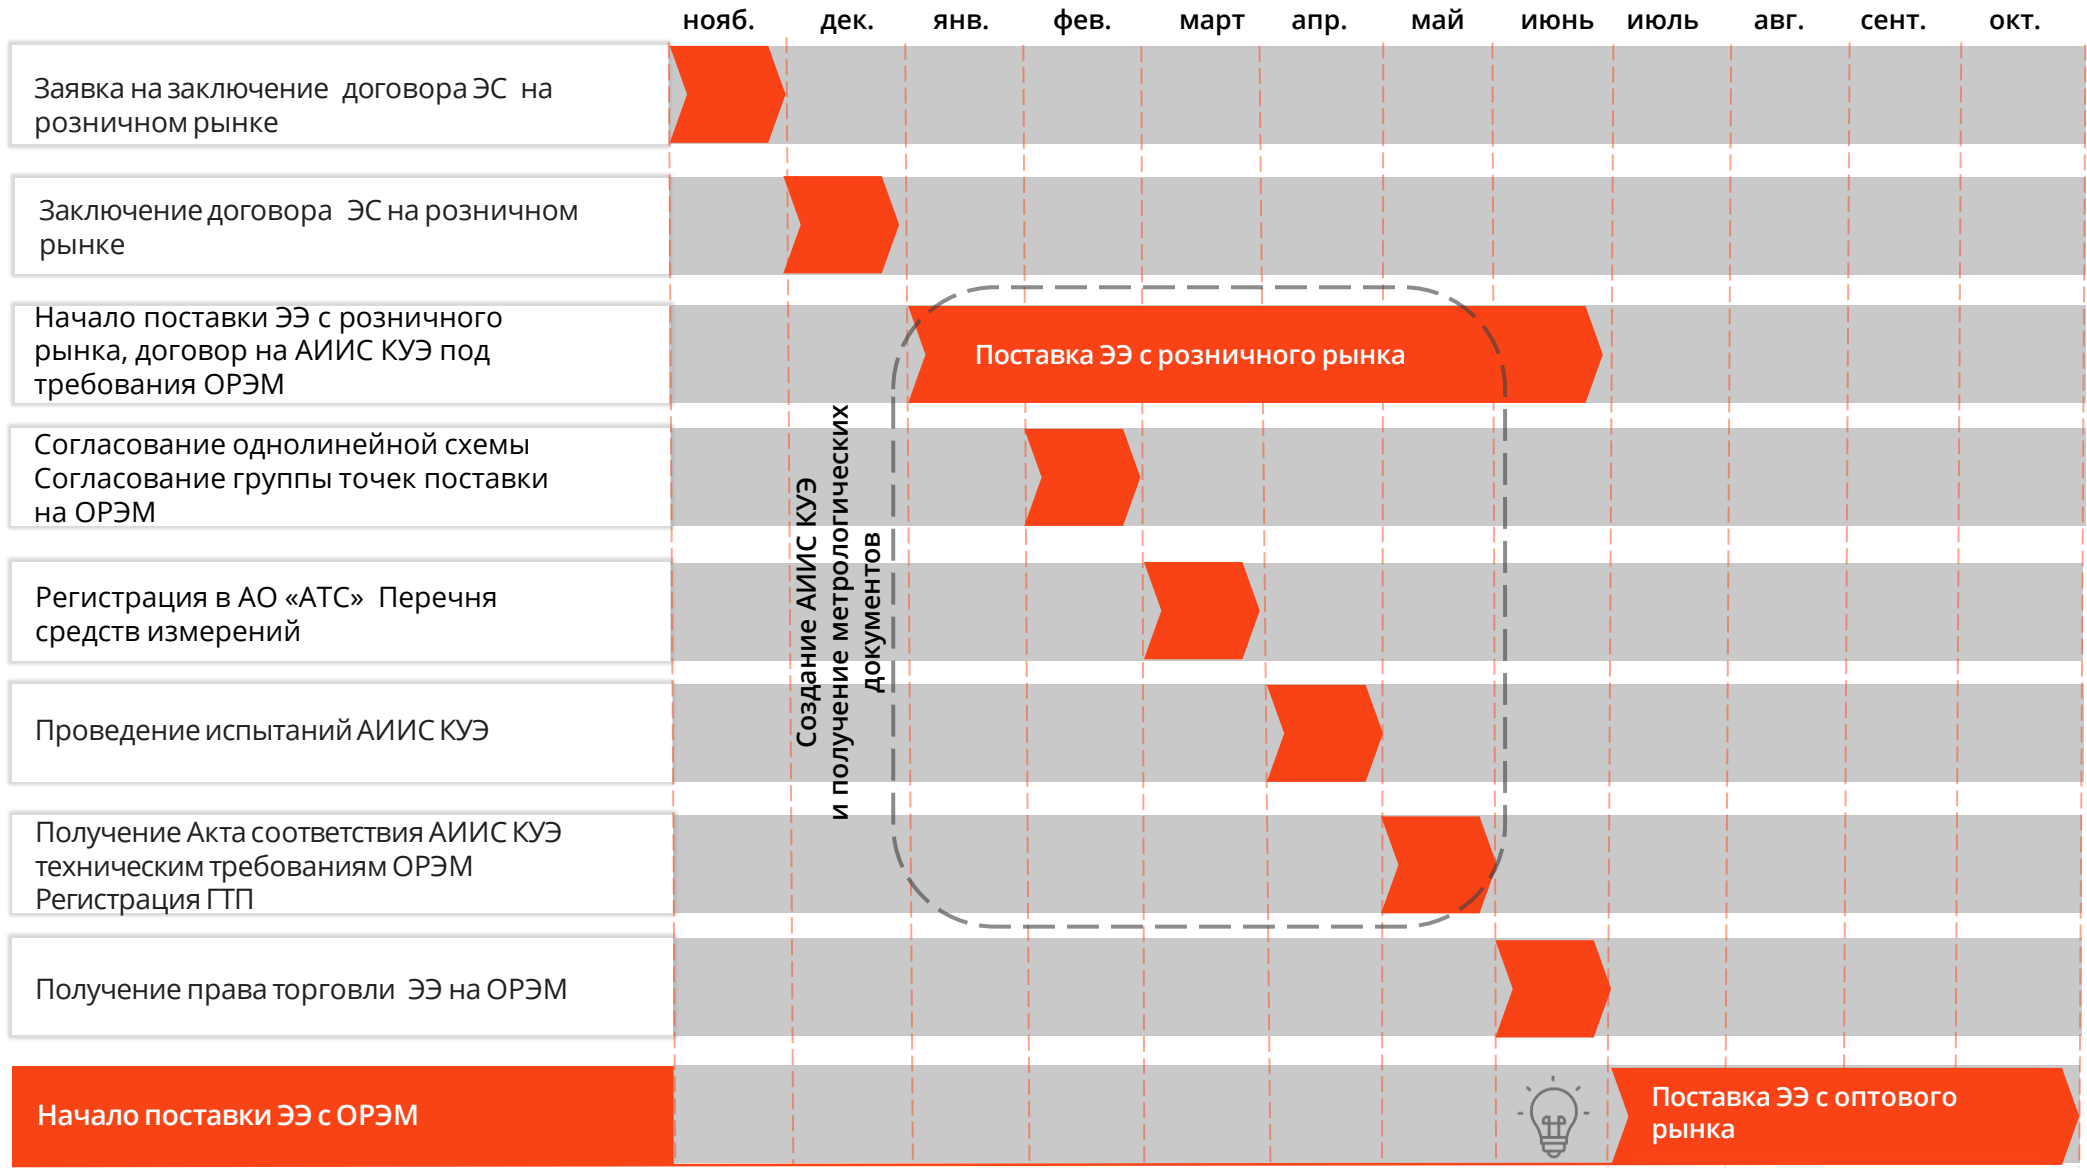 нояб. дек. янв. фев. март апр. май июнь июль авг. сент. окт.
Заявка на заключение договора ЭС на
розничном рынке
Заключение договора ЭС на розничном
рынке
Начало поставки ЭЭ с розничного
рынка, договор на АИИС КУЭ под
требования ОРЭМ
Поставка ЭЭ с розничного рынка
Согласование однолинейной схемы
Согласование группы точек поставки
на ОРЭМ
Создание АИИС КУЭ
и получение метрологических
документов
Регистрация в АО «АТС» Перечня
средств измерений
Проведение испытаний АИИС КУЭ
Получение Акта соответствия АИИС КУЭ
техническим требованиям ОРЭМ
Регистрация ГТП
Получение права торговли ЭЭ на ОРЭМ
Начало поставки ЭЭ с ОРЭМ
Поставка ЭЭ с оптового
рынка